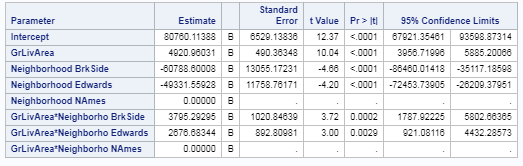 Parameter Estimate Standard Error t Value Pr > |t| 95% Confidence Limits
Intercept 80760.11388 B 6529.13836 12.37 <.0001 67921.35461 93598.87314
GrLivArea 4920.96031 B 490.36348 10.04 <.0001 3956.71996 5885.20066
Neighborhood BrkSide -60788.60008 B 13055.17231 -4.66 <.0001 -86460.01418 -35117.18598
Neighborhood Edwards -49331.55928 B 11758.76171 -4.20 <.0001 -72453.73905 -26209.37951
Neighborhood NAmes 0.00000 B . . . . .
GrLivArea*Neighborho BrkSide 3795.29295 B 1020.84639 3.72 0.0002 1787.92225 5802.66365
GrLivArea*Neighborho Edwards 2676.68344 B 892.80981 3.00 0.0029 921.08116 4432.28573
GrLivArea*Neighborho NAmes 0.00000 B . . . . .